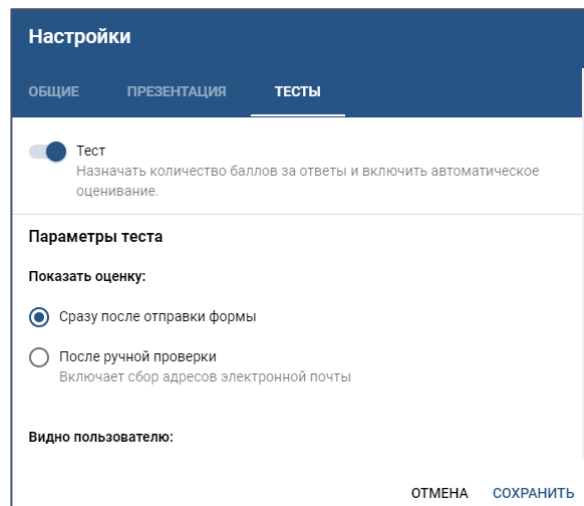 Настройки
ОБЩИЕ ПРЕЗЕНТАЦИЯ ТЕСТЫ
Тест
Назначать количество баллов за ответы и включить автоматическое
оценивание.
Параметры теста
Показать оценку:
Сразу после отправки формы
После ручной проверки
Включает сбор адресов электронной почты
Видно пользователю:
ОТМЕНА СОХРАНИТЬ